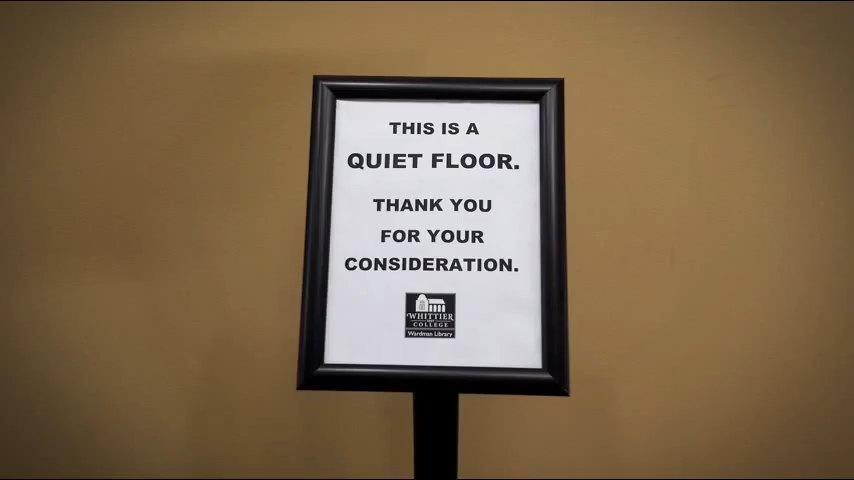 THIS IS A
QUIET FLOOR.
THANK YOU
FOR YOUR
CONSIDERATION.
WHITTIER
COLLEGE
Wardman Library